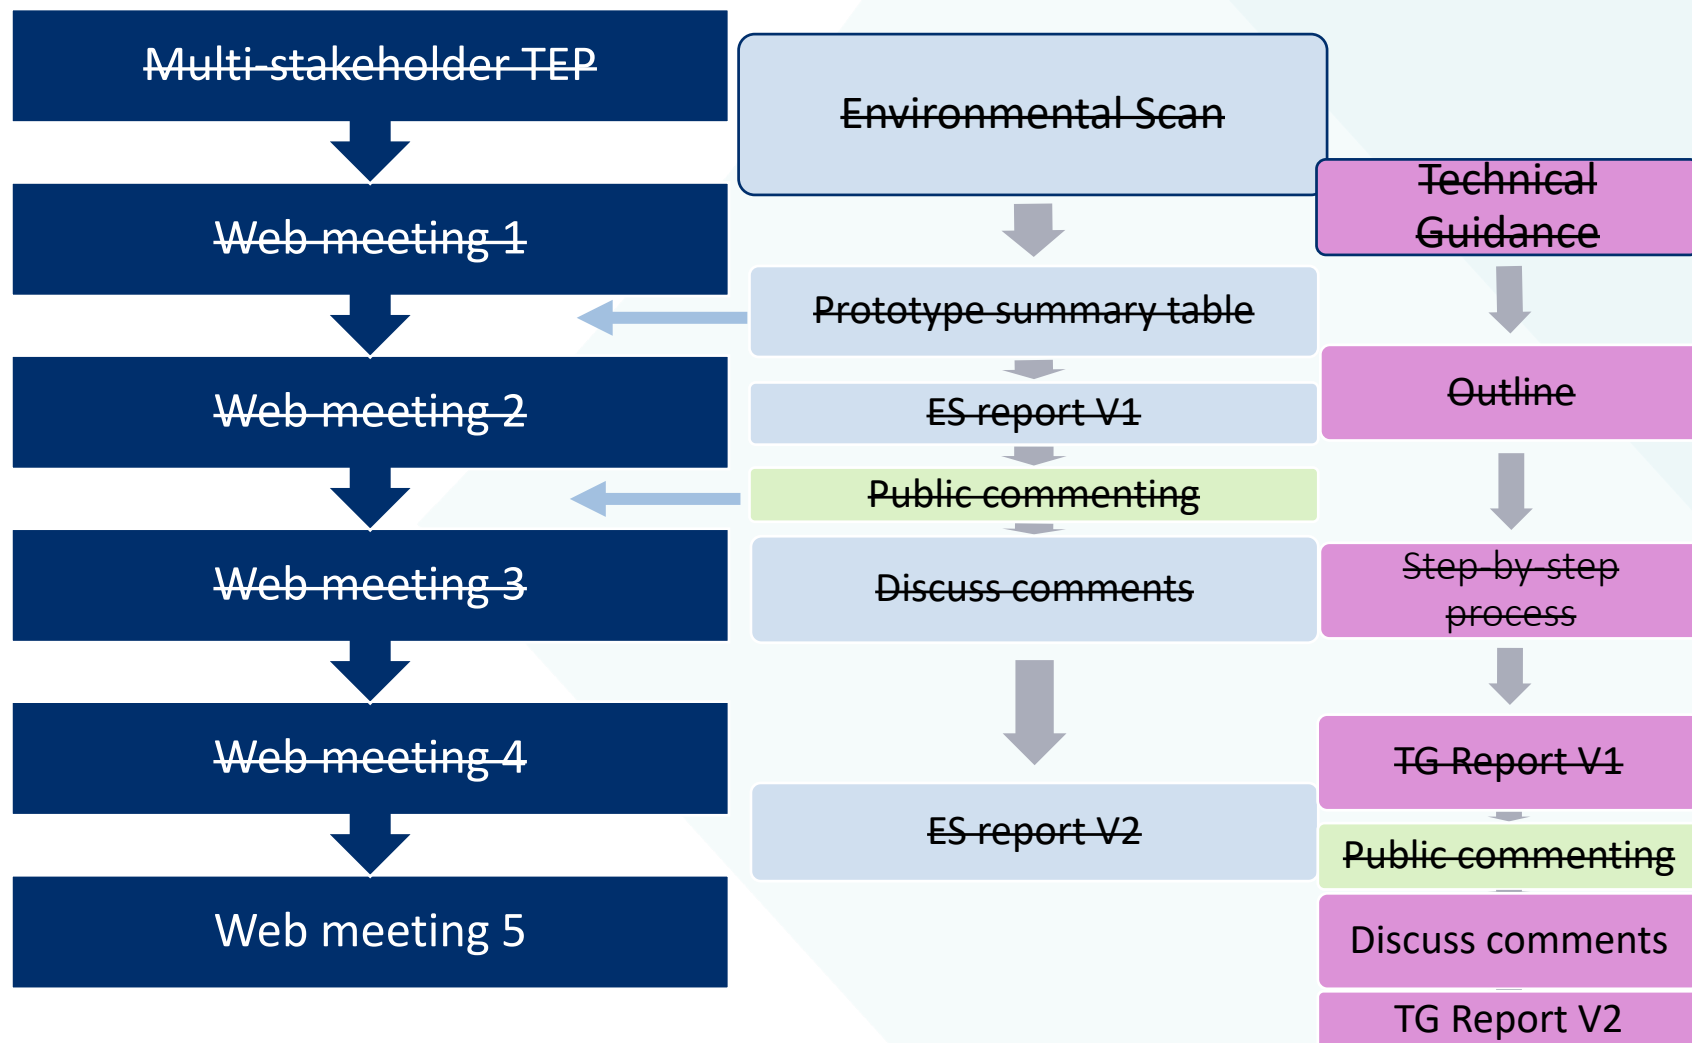 Multi-stakeholder TEP
Web meeting 1
Web meeting 2
Web meeting 3
Web meeting 4
Web meeting 5
Environmental Scan
Prototype summary table
ES report V1
Public commenting
Discuss comments
ES report V2
Technical
Guidance
Outline
Step-by-step
process
TG Report V1
Public commenting
Discuss comments
TG Report V2